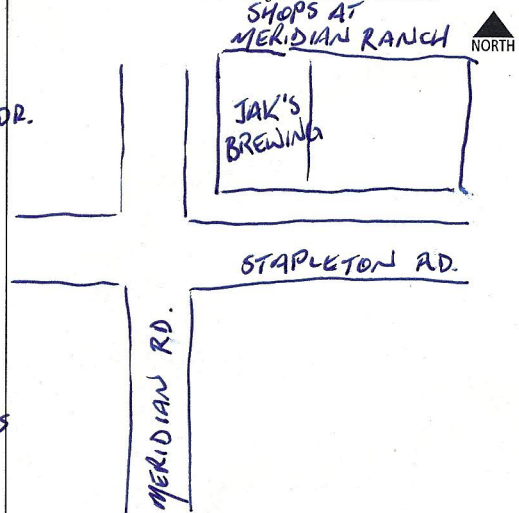 SHOPS AT
MERIDIAN RANCH
NORTH
DR.
JAK'S
BREWING
STAPLETON RD.
MERIDIAN RD.
S